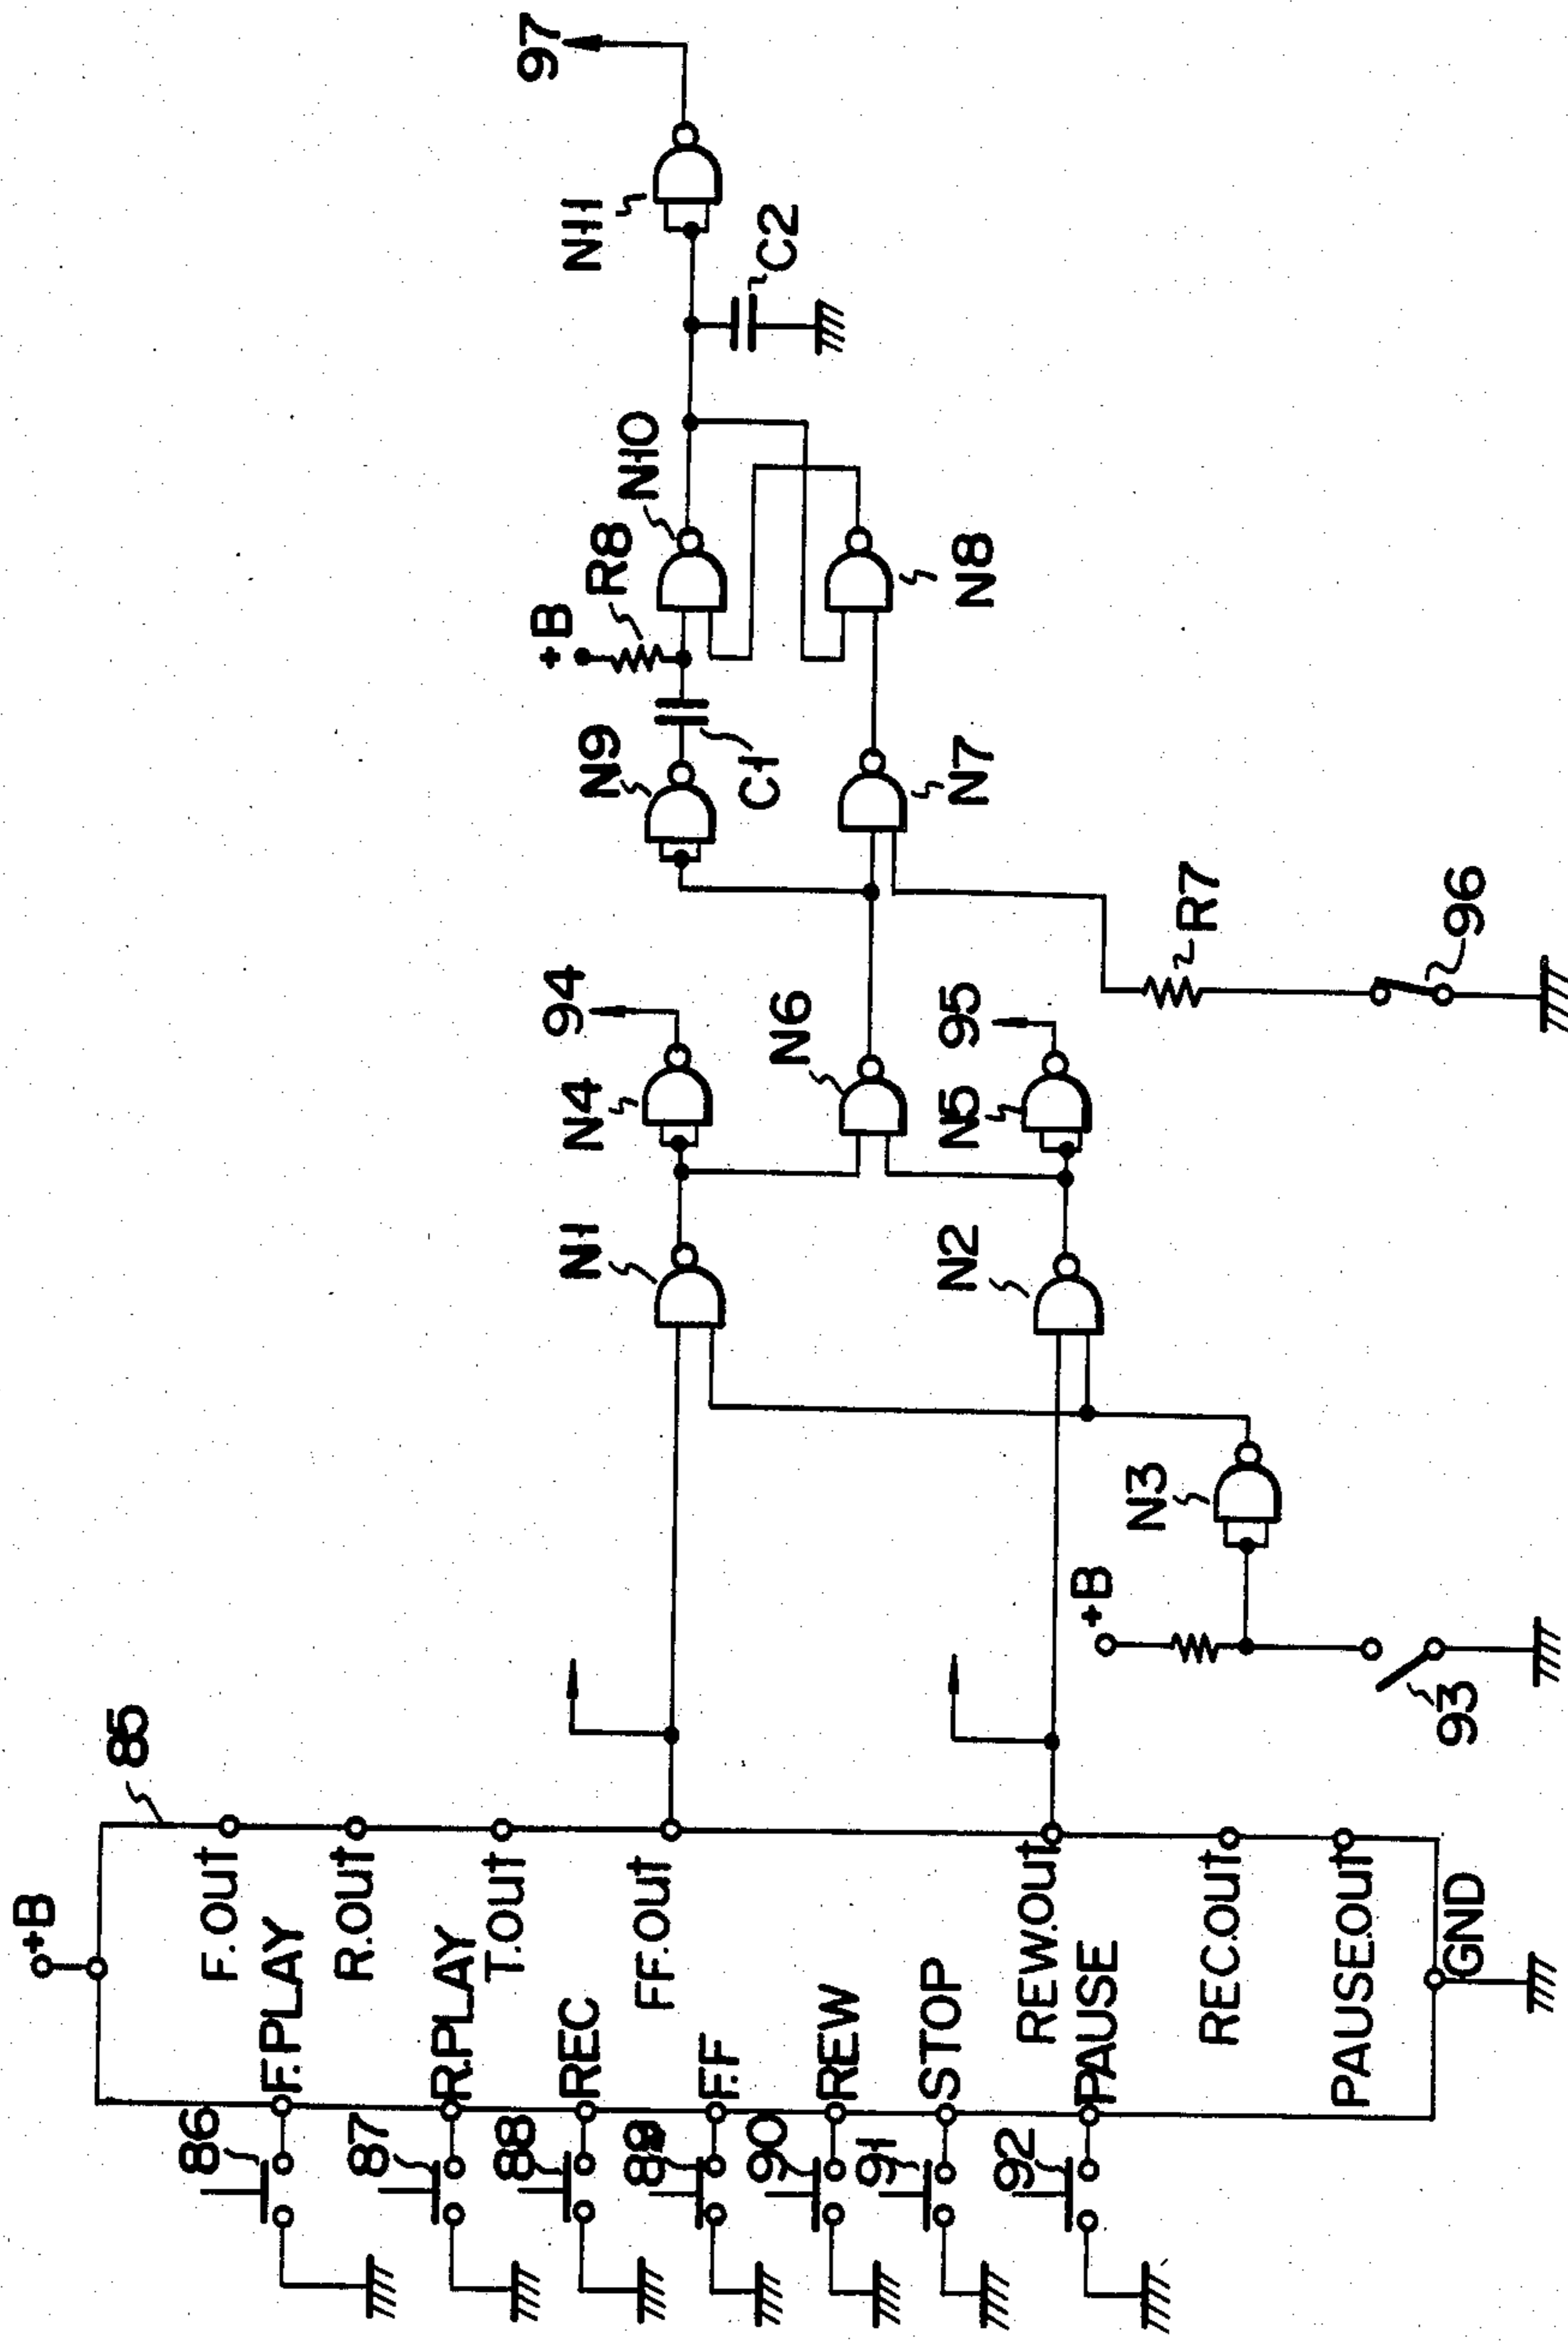 +B
85
86
F.PLAY
87
R.PLAY
88
REC
89
F.F
90
REW
91
STOP
92
PAUSE
F.out
R.out
T.out
FF.out
REW.out
REC.out
PAUSE.out
GND
+B
93
N3
N1
N2
N4
94
N6
N5
95
R7
96
N9
C1
N7
+B
R8
N10
N8
C2
N11
97